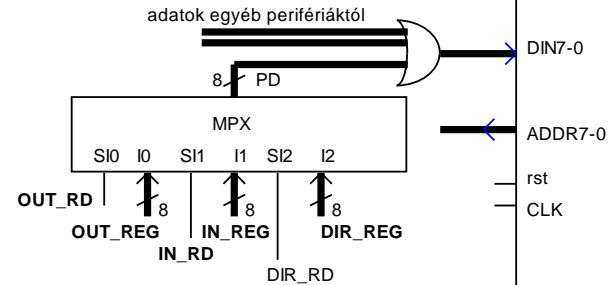 adatok egyéb perifériáktól
DIN7-0
8 PD
MPX
ADDR7-0
SI0 I0 SI1 I1 SI2 I2
rst
OUT_RD 8 8 8
CLK
OUT_REG IN_REG DIR_REG
IN_RD
DIR_RD